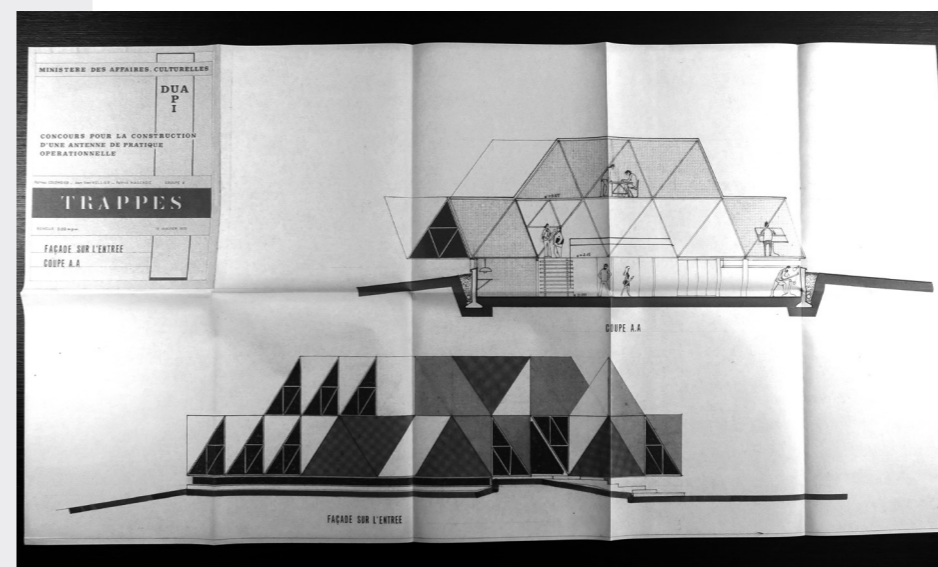 MINISTERE DES AFFAIRES CULTURELLES
DUA
P
I
CONCOURS POUR LA CONSTRUCTION
D'UNE ANTENNE DE PRATIQUE
OPERATIONNELLE
TRAPPES
FAÇADE SUR L'ENTREE
COUPE A.A
COUPE A.A
FAÇADE SUR L'ENTREE